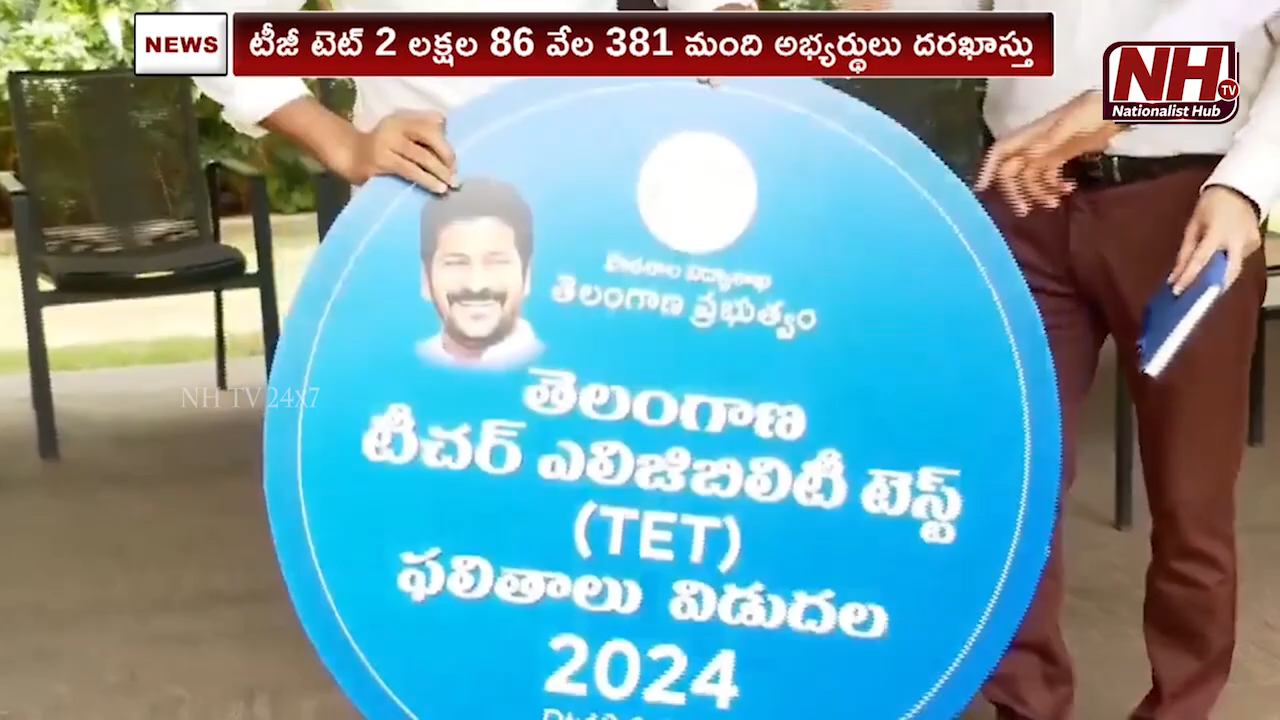 NEWS
టీజీ టెట్ 2 లక్షల 86 వేల 381 మంది అభ్యర్థులు దరఖాస్తు
NH TV
Nationalist Hub
పాఠశాల విద్యాశాఖ
తెలంగాణ ప్రభుత్వం
NH TV 24x7
తెలంగాణ
టీచర్ ఎలిజిబిలిటీ టెస్ట్
(TET)
ఫలితాలు విడుదల
2024